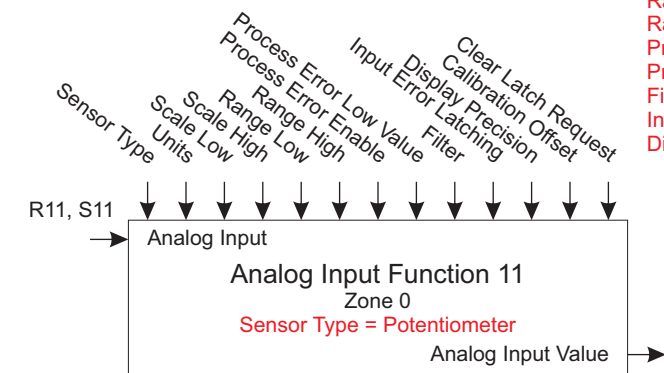 Sensor Type
Units
Scale Low
Scale High
Range Low
Range High
Process Error Enable
Process Error Low Value
Filter
Input Error Latching
Display Precision
Calibration Offset
Clear Latch Request
R11, S11
Analog Input
Analog Input Function 11
Zone 0
Sensor Type = Potentiometer
Analog Input Value